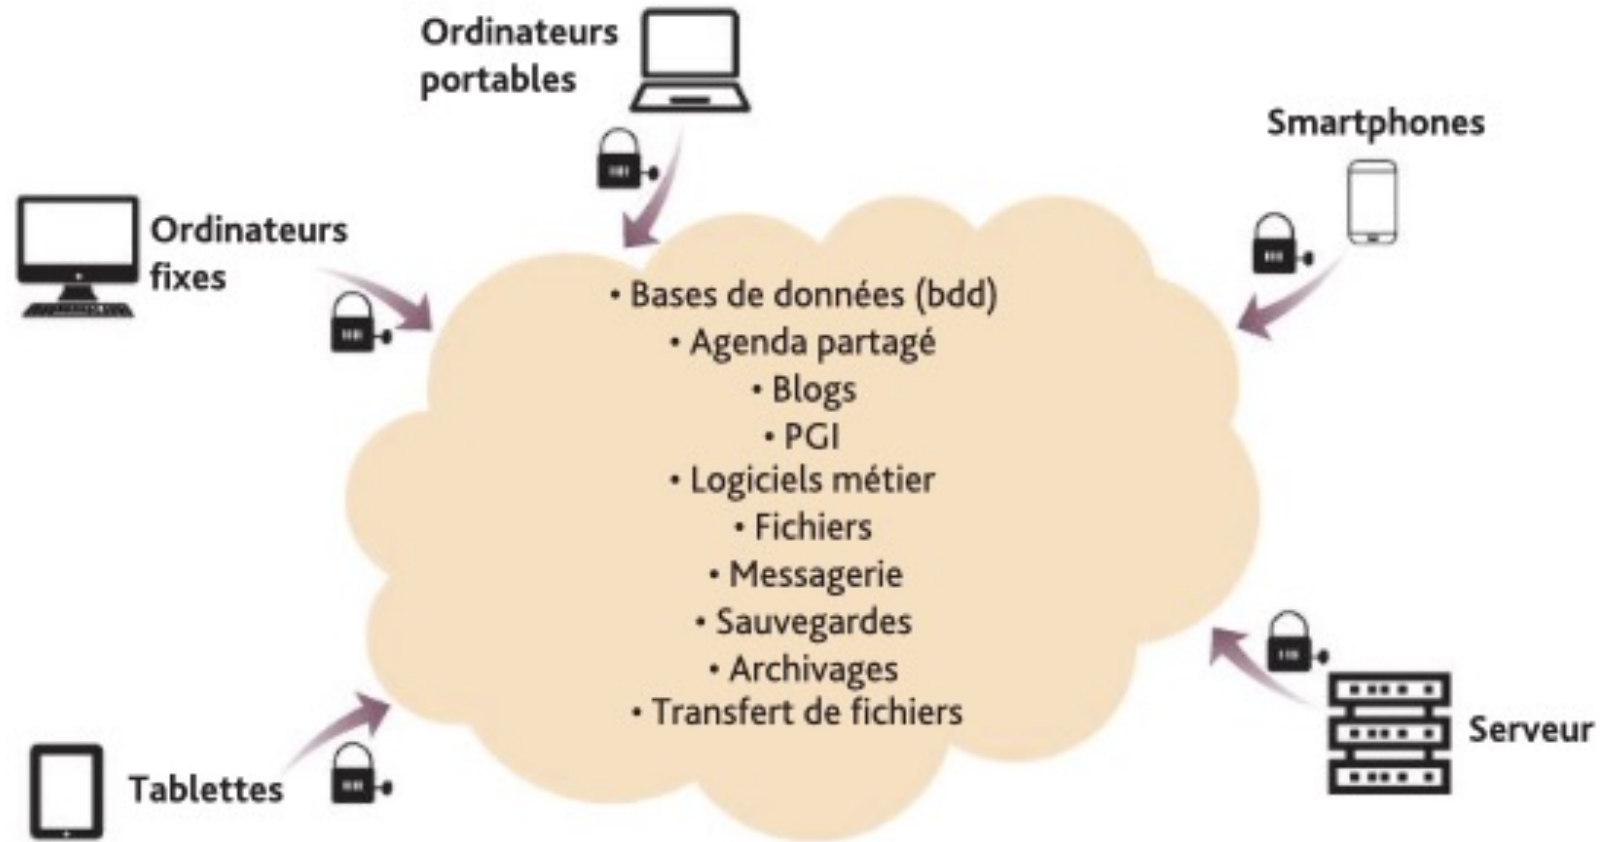 Ordinateurs
portables
Smartphones
Ordinateurs
fixes
• Bases de données (bdd)
• Agenda partagé
• Blogs
• PGI
• Logiciels métier
• Fichiers
• Messagerie
• Sauvegardes
• Archivages
• Transfert de fichiers
Serveur
Tablettes